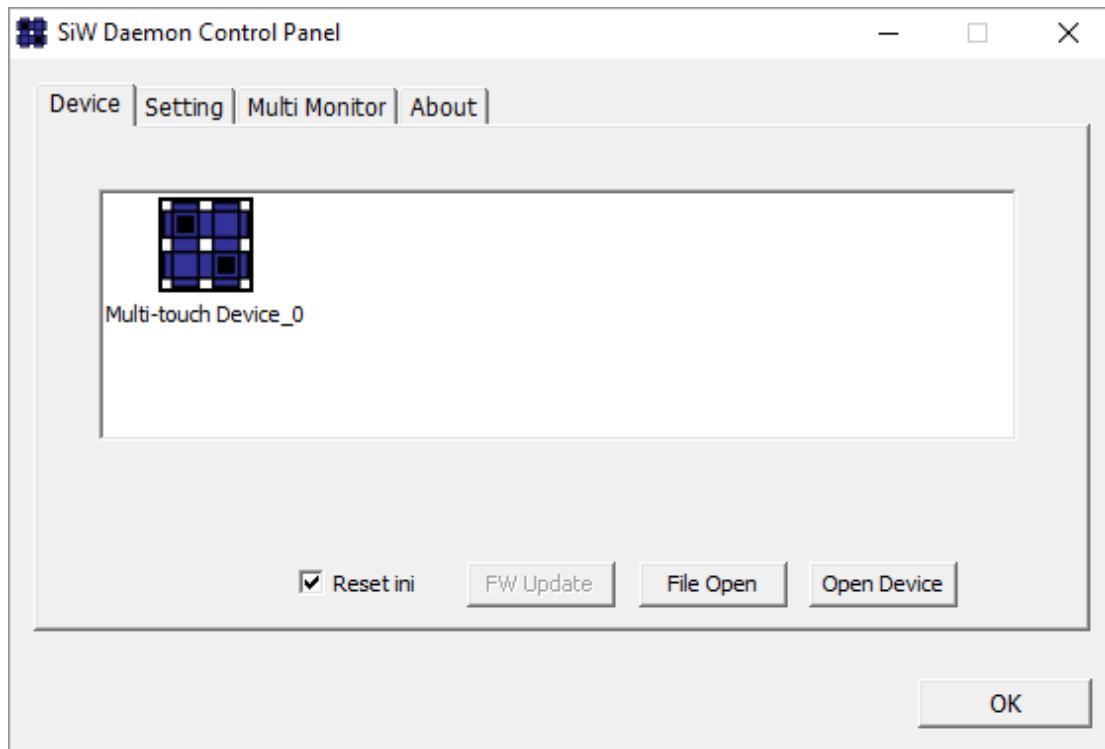 SiW Daemon Control Panel
Device Setting Multi Monitor About
Multi-touch Device_0
Reset ini FW Update File Open Open Device
OK